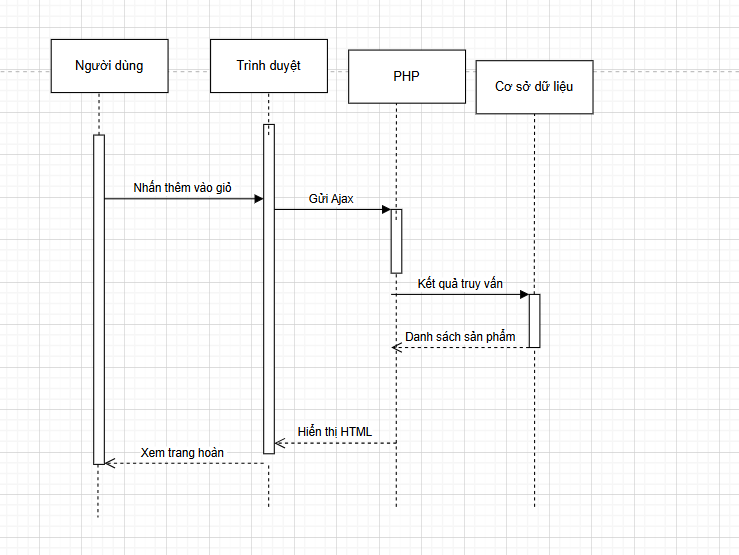 Người dùng
Trình duyệt
PHP
Cơ sở dữ liệu
Nhấn thêm vào giỏ
Gửi Ajax
Kết quả truy vấn
Danh sách sản phẩm
Hiển thị HTML
Xem trang hoàn